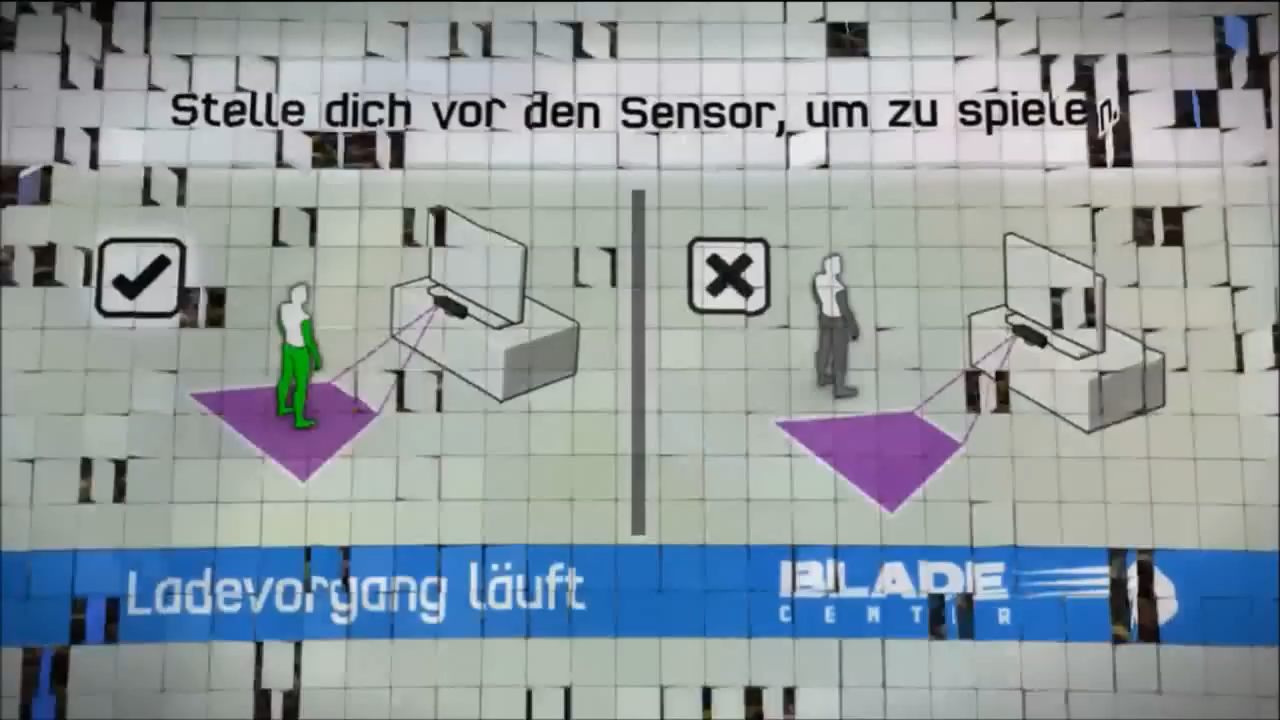 Stelle dich vor den Sensor, um zu spielen.
Ladevorgang läuft
BLADE
CENTER